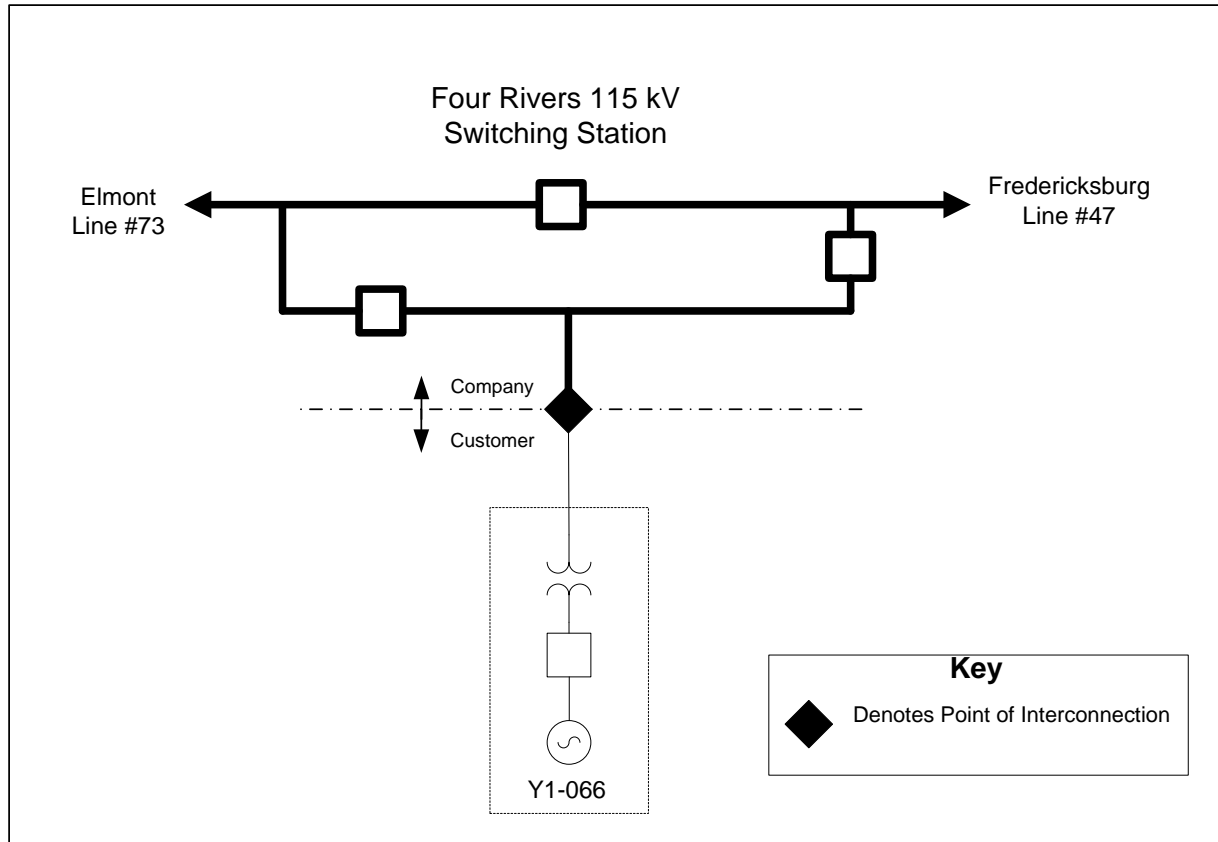 Four Rivers 115 kV
Switching Station
Elmont
Line #73
Fredericksburg
Line #47
Company
Customer
Y1-066
Key
Denotes Point of Interconnection